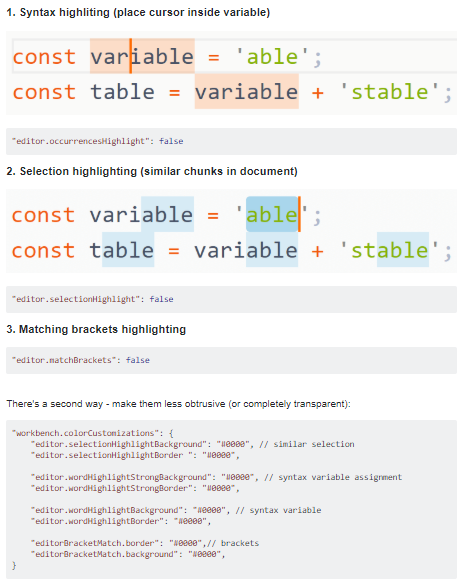 1. Syntax highliting (place cursor inside variable)
const variable = 'able';
const table = variable + 'stable';
"editor.occurrencesHighlight": false
2. Selection highlighting (similar chunks in document)
const variable = 'able';
const table = variable + 'stable';
"editor.selectionHighlight": false
3. Matching brackets highlighting
"editor.matchBrackets": false
There's a second way - make them less obtrusive (or completely transparent):
"workbench.colorCustomizations": {
"editor.selectionHighlightBackground": "#0000", // similar selection
"editor.selectionHighlightBorder ": "#0000",
"editor.wordHighlightStrongBackground": "#0000", // syntax variable assignment
"editor.wordHighlightStrongBorder": "#0000",
"editor.wordHighlightBackground": "#0000", // syntax variable
"editor.wordHighlightBorder": "#0000",
"editorBracketMatch.border": "#0000",// brackets
"editorBracketMatch.background": "#0000",
}